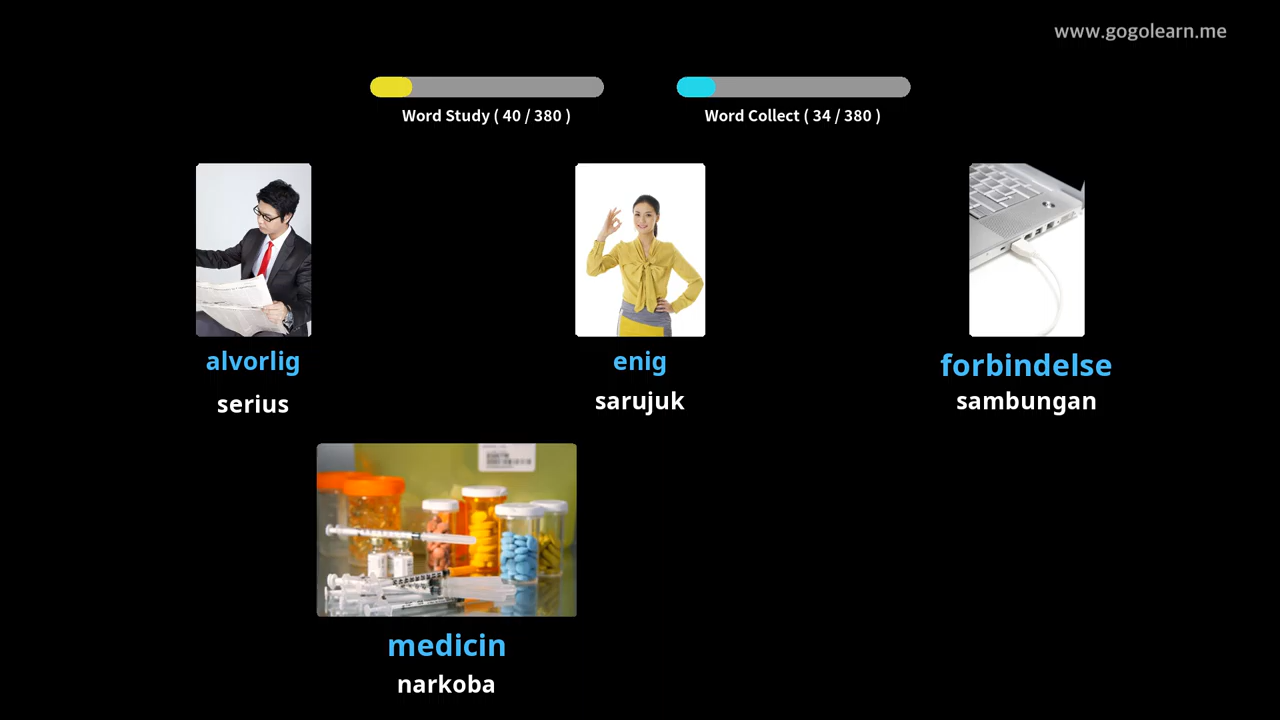 www.gogolearn.me
Word Study ( 40 / 380 )
Word Collect ( 34 / 380 )
alvorlig
serius
enig
sarujuk
forbindelse
sambungan
medicin
narkoba